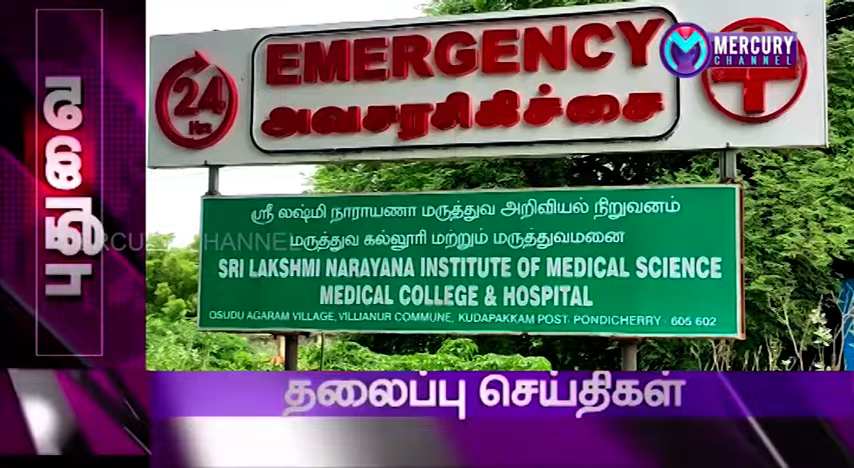 புதுவை
24
Hrs
EMERGENCY
அவசரசிகிச்சை
MERCURY
CHANNEL
ஸ்ரீ லஷ்மி நாராயணா மருத்துவ அறிவியல் நிறுவனம்
மருத்துவ கல்லூரி மற்றும் மருத்துவமனை
SRI LAKSHMI NARAYANA INSTITUTE OF MEDICAL SCIENCE
MEDICAL COLLEGE & HOSPITAL
OSUDU AGARAM VILLAGE, VILLIANUR COMMUNE, KUDAPAKKAM POST. PONDICHERRY - 605 602
MERCURY CHANNEL
தலைப்பு செய்திகள்